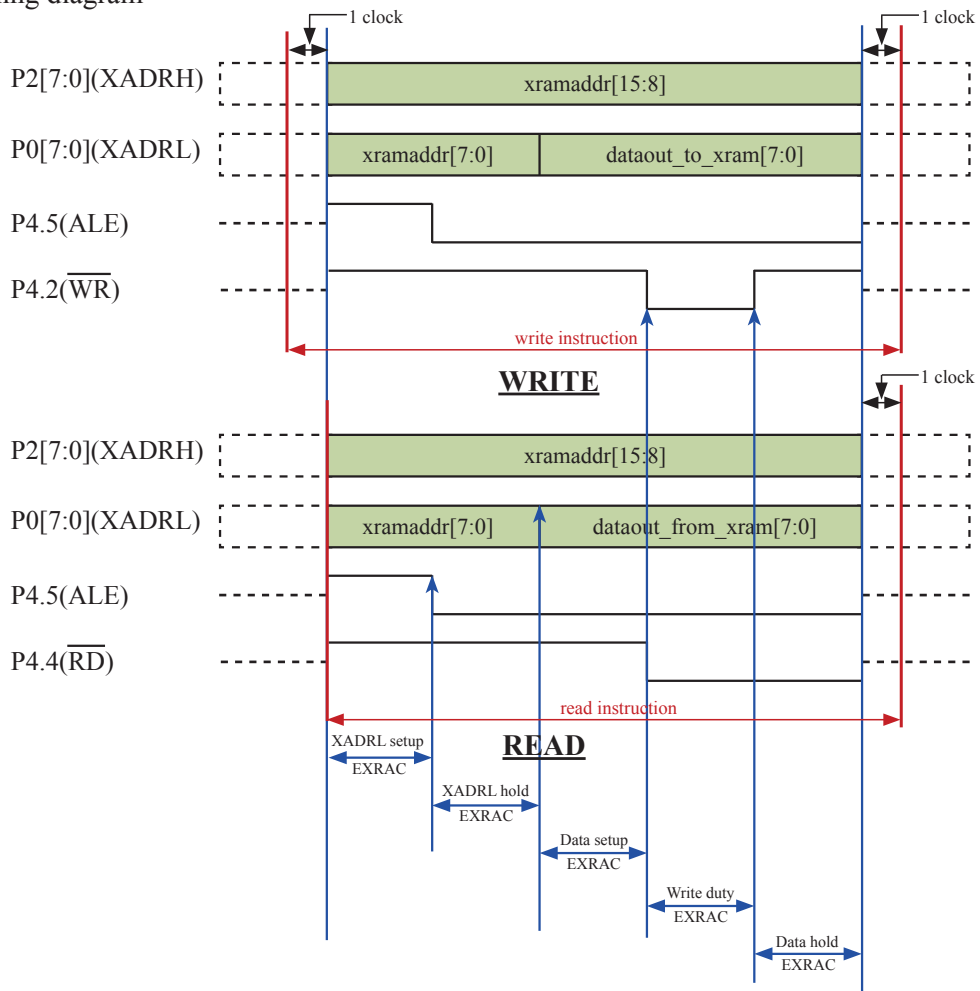 1 clock
1 clock
P2[7:0](XADRH)
xramaddr[15:8]
P0[7:0](XADRL)
xramaddr[7:0]
dataout_to_xram[7:0]
P4.5(ALE)
P4.2(WR)
write instruction
WRITE
1 clock
P2[7:0](XADRH)
xramaddr[15:8]
P0[7:0](XADRL)
xramaddr[7:0]
dataout_from_xram[7:0]
P4.5(ALE)
P4.4(RD)
read instruction
READ
XADRL setup
EXRAC
XADRL hold
EXRAC
Data setup
EXRAC
Write duty
EXRAC
Data hold
EXRAC